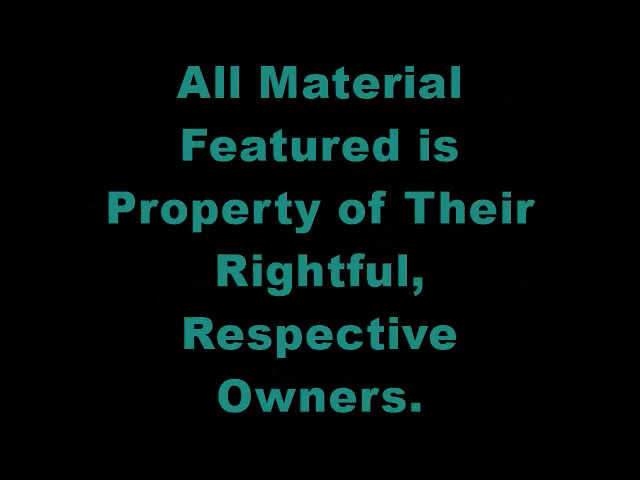 All Material
Featured is
Property of Their
Rightful,
Respective
Owners.